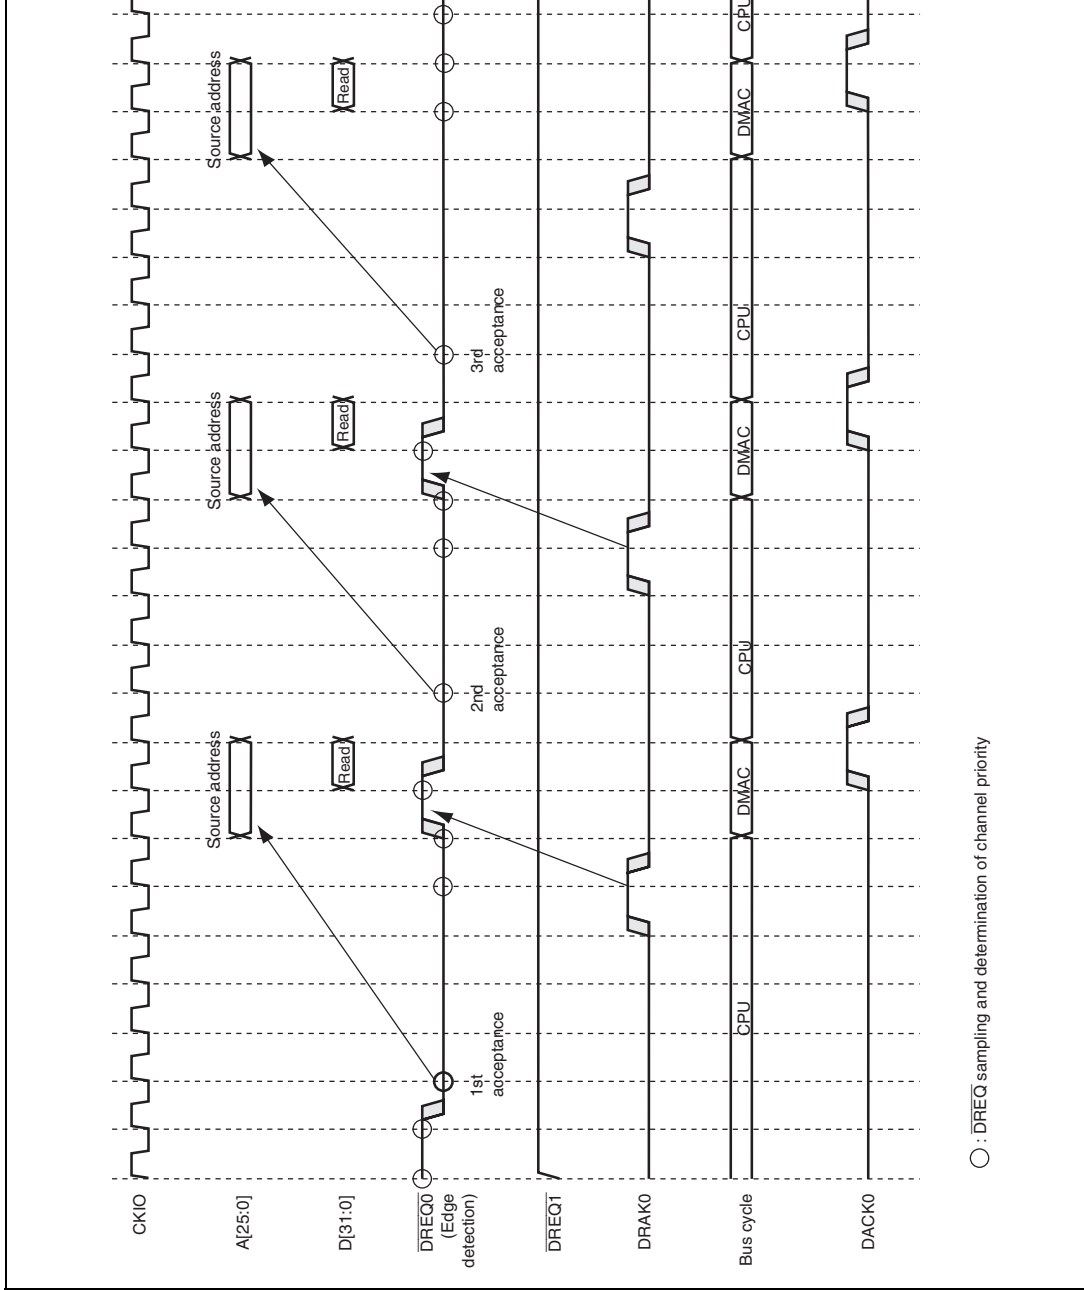 CKIO
A[25:0]
Source address
Source address
Source address
D[31:0]
Read
Read
Read
DREQ0
(Edge
detection)
1st
acceptance
2nd
acceptance
3rd
acceptance
DREQ1
DRAK0
Bus cycle
CPU
DMAC
CPU
DMAC
CPU
DMAC
CPU
DACK0
: DREQ sampling and determination of channel priority